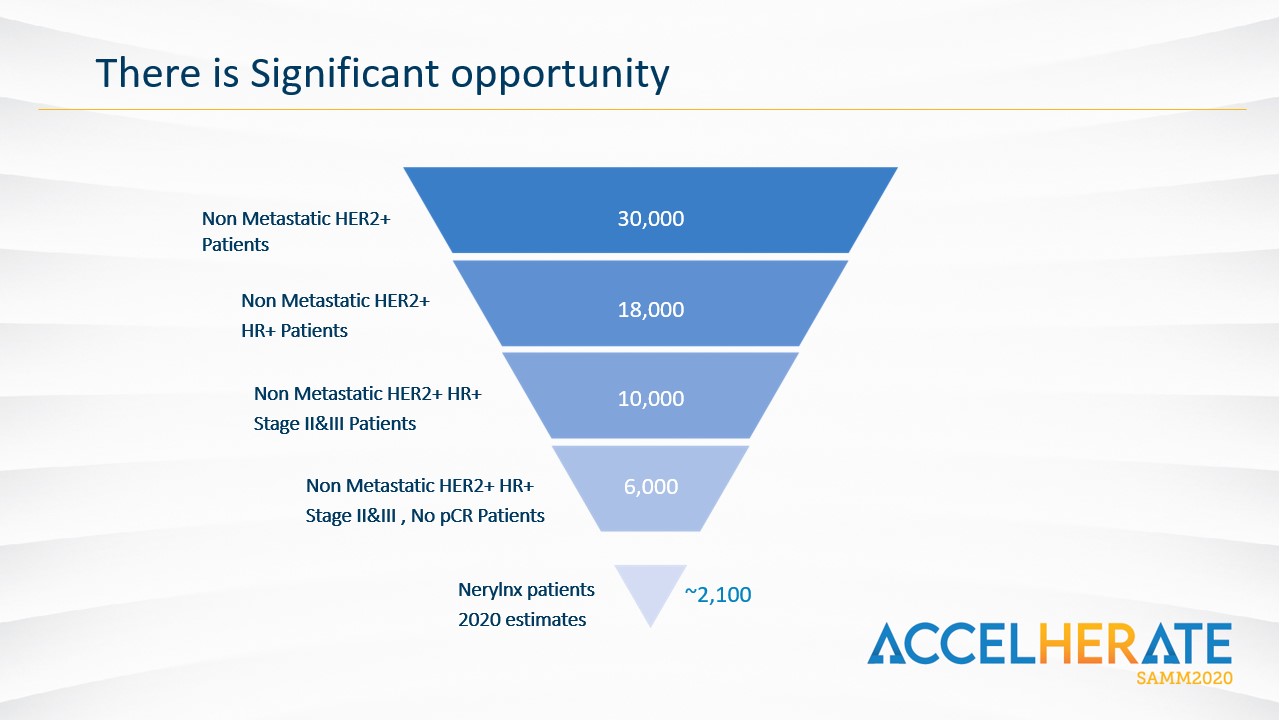 There is Significant opportunity
Non Metastatic HER2+
Patients
30,000
Non Metastatic HER2+
HR+ Patients
18,000
Non Metastatic HER2+ HR+
Stage II&III Patients
10,000
Non Metastatic HER2+ HR+
Stage II&III , No pCR Patients
6,000
Nerylnx patients
2020 estimates
~2,100
ACCELHERATE
SAMM2020